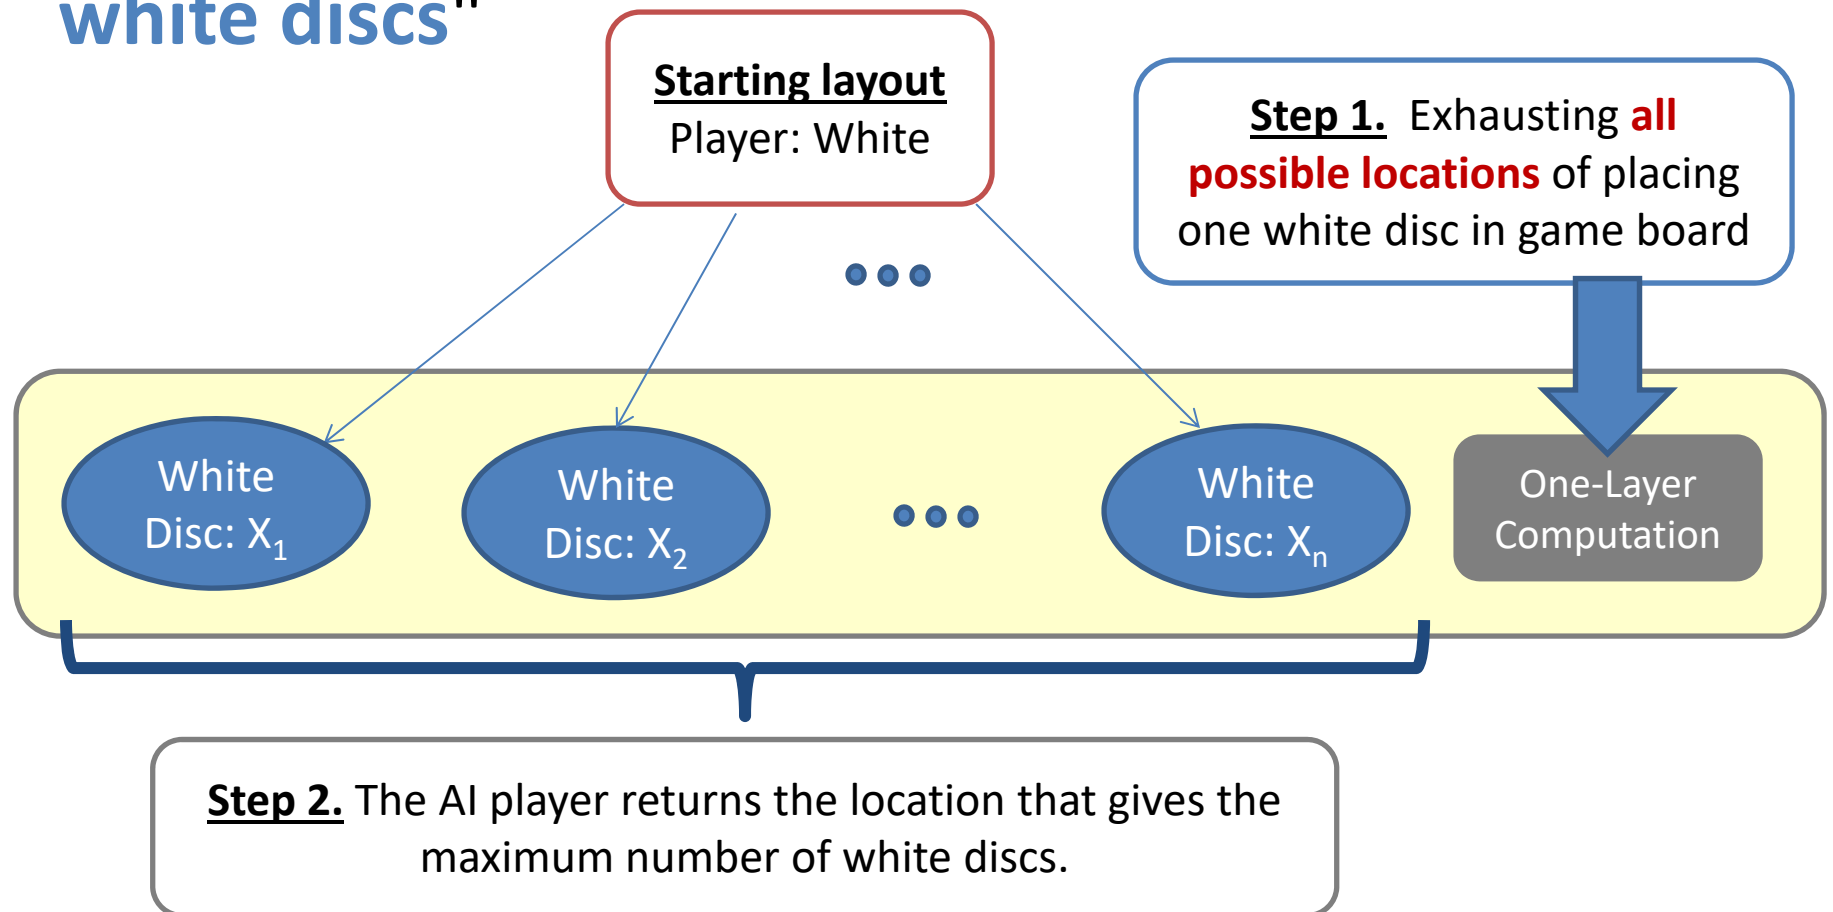 white discs"
Starting layout
Player: White
Step 1. Exhausting all
possible locations of placing
one white disc in game board
White
Disc: X₁
White
Disc: X₂
White
Disc: Xₙ
One-Layer
Computation
Step 2. The AI player returns the location that gives the
maximum number of white discs.